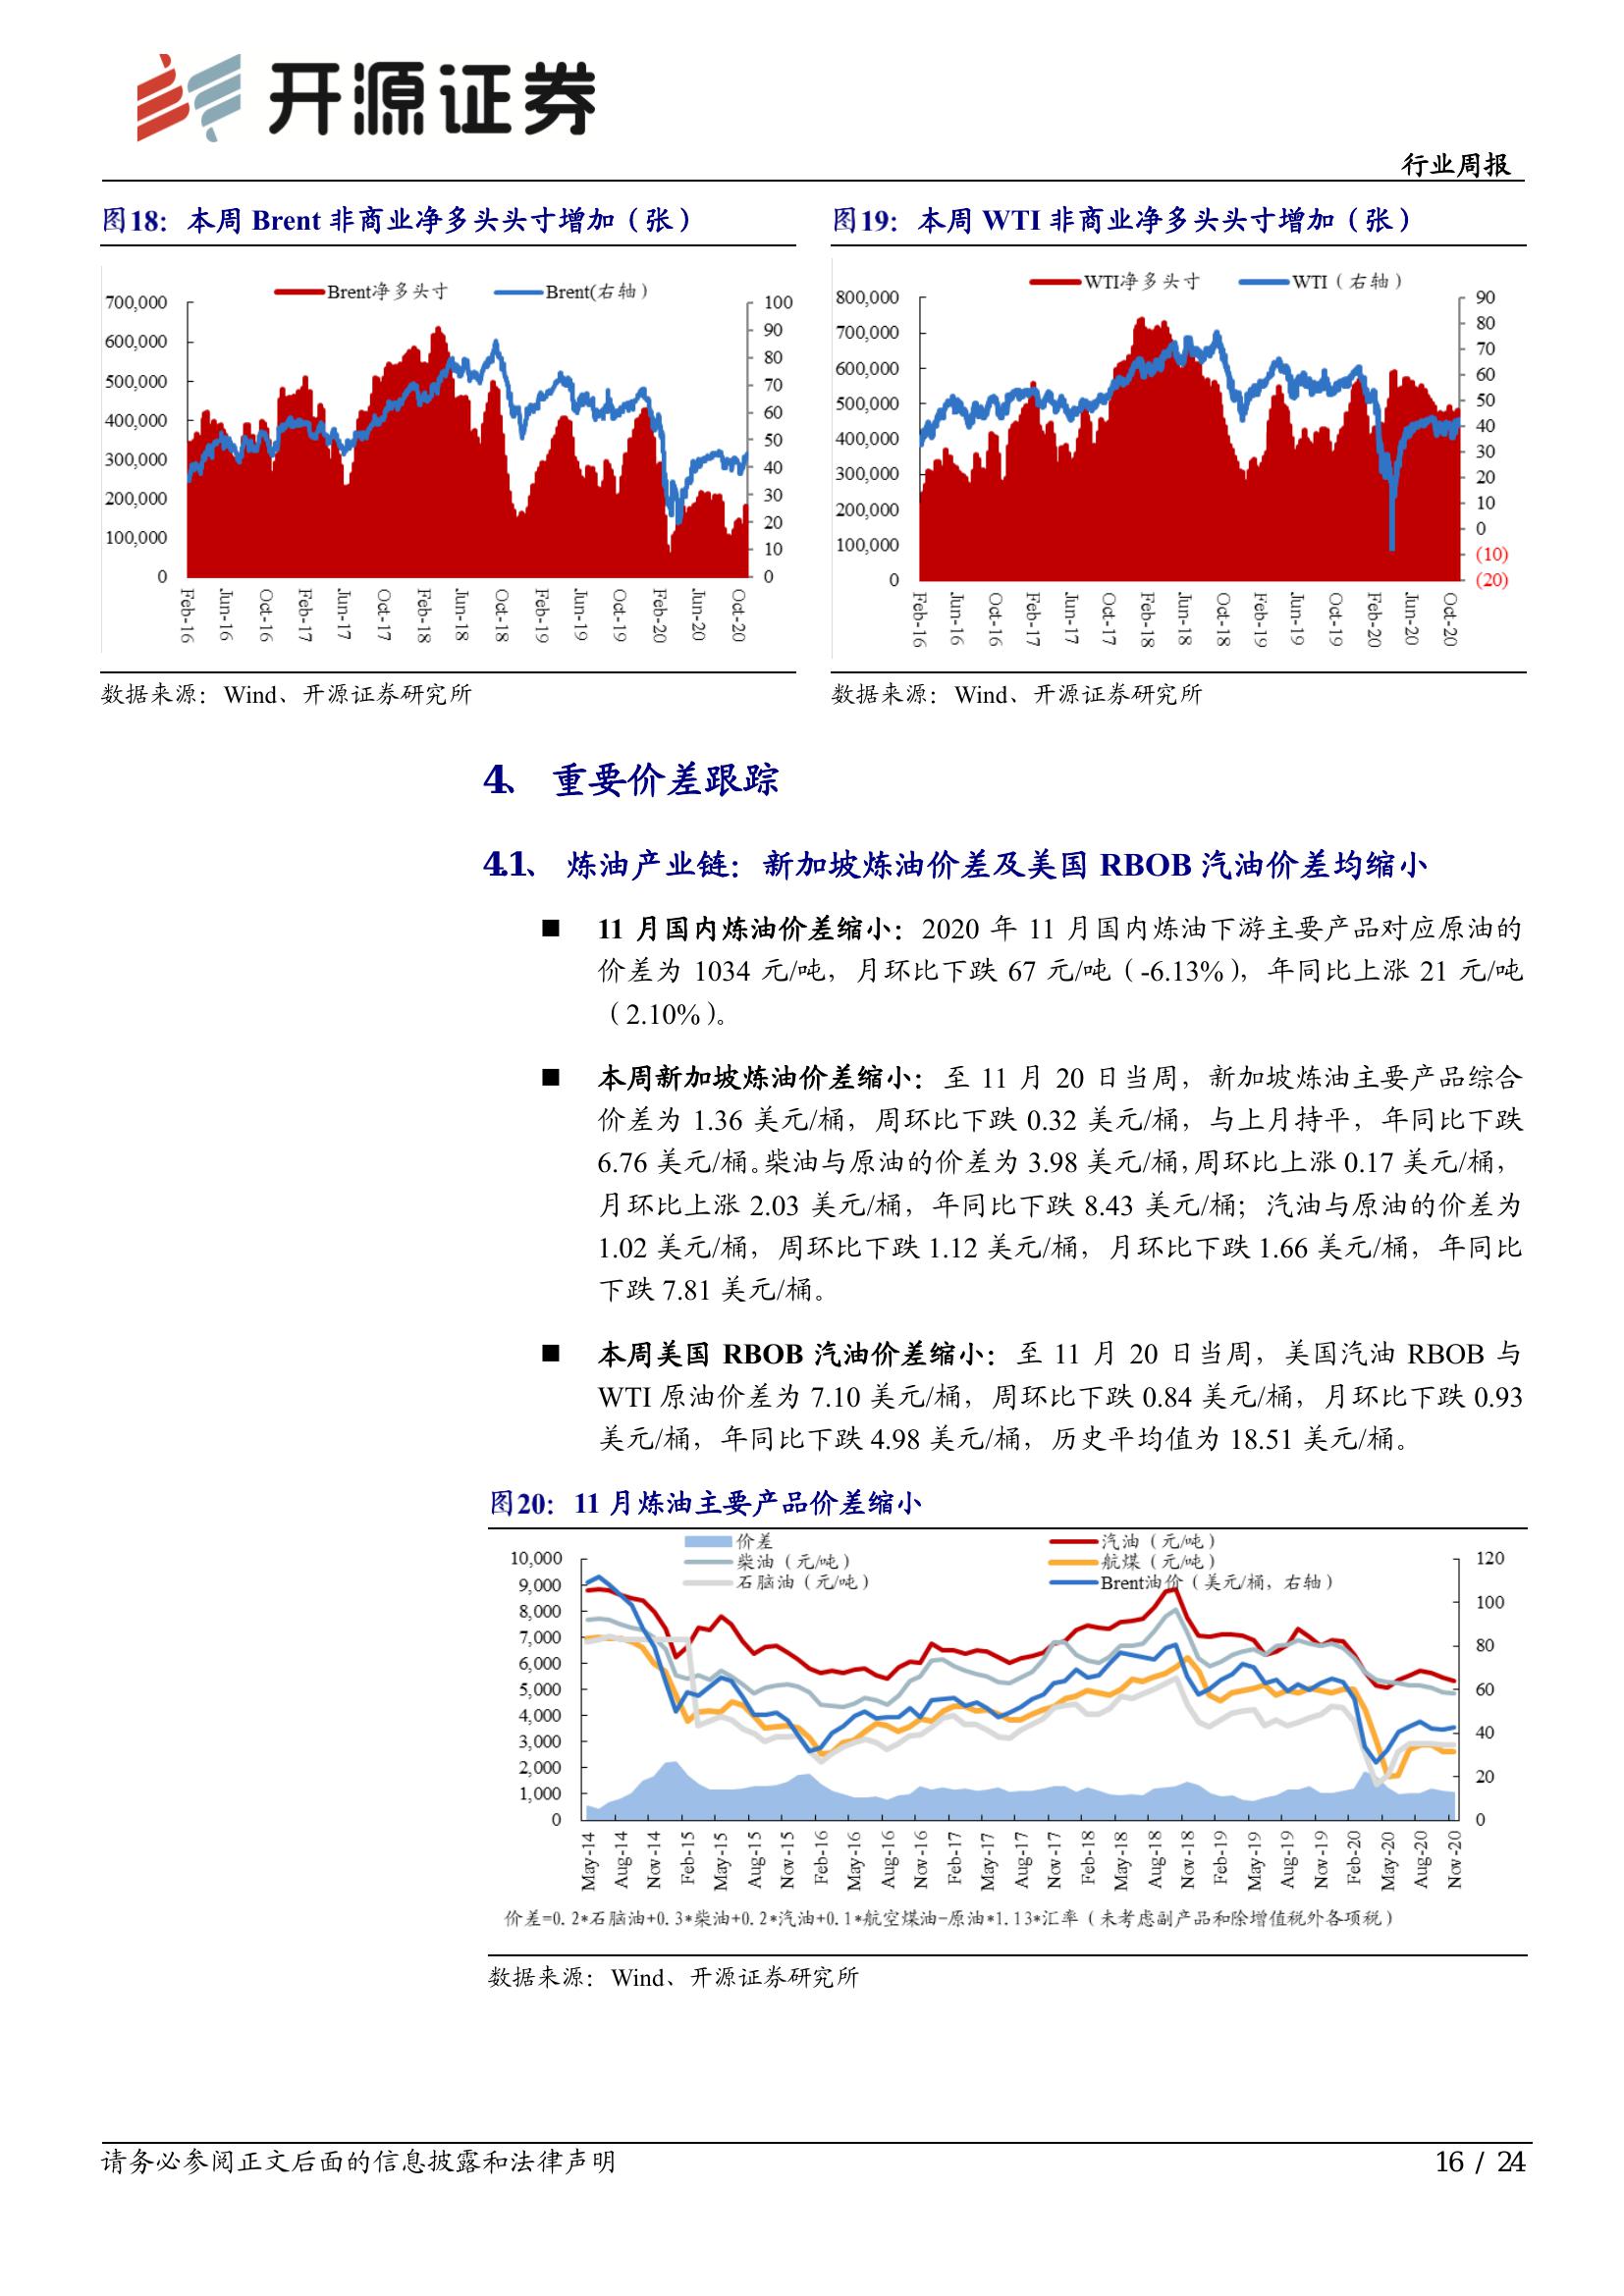 开源证券
行业周报
图18：本周 Brent 非商业净多头头寸增加（张）
Brent净多头寸 Brent(右轴)
700,000
600,000
500,000
400,000
300,000
200,000
100,000
0
100
90
80
70
60
50
40
30
20
10
0
Feb-16
Jun-16
Oct-16
Feb-17
Jun-17
Oct-17
Feb-18
Jun-18
Oct-18
Feb-19
Jun-19
Oct-19
Feb-20
Jun-20
Oct-20
数据来源：Wind、开源证券研究所
图19：本周 WTI 非商业净多头头寸增加（张）
WTI净多头寸 WTI（右轴）
800,000
700,000
600,000
500,000
400,000
300,000
200,000
100,000
0
90
80
70
60
50
40
30
20
10
0
(10)
(20)
Feb-16
Jun-16
Oct-16
Feb-17
Jun-17
Oct-17
Feb-18
Jun-18
Oct-18
Feb-19
Jun-19
Oct-19
Feb-20
Jun-20
Oct-20
数据来源：Wind、开源证券研究所
4、 重要价差跟踪
4.1、 炼油产业链：新加坡炼油价差及美国 RBOB 汽油价差均缩小
■ 11 月国内炼油价差缩小：2020 年 11 月国内炼油下游主要产品对应原油的
价差为 1034 元/吨，月环比下跌 67 元/吨（-6.13%），年同比上涨 21 元/吨
（2.10%）。
■ 本周新加坡炼油价差缩小：至 11 月 20 日当周，新加坡炼油主要产品综合
价差为 1.36 美元/桶，周环比下跌 0.32 美元/桶，与上月持平，年同比下跌
6.76 美元/桶。柴油与原油的价差为 3.98 美元/桶，周环比上涨 0.17 美元/桶，
月环比上涨 2.03 美元/桶，年同比下跌 8.43 美元/桶；汽油与原油的价差为
1.02 美元/桶，周环比下跌 1.12 美元/桶，月环比下跌 1.66 美元/桶，年同比
下跌 7.81 美元/桶。
■ 本周美国 RBOB 汽油价差缩小：至 11 月 20 日当周，美国汽油 RBOB 与
WTI 原油价差为 7.10 美元/桶，周环比下跌 0.84 美元/桶，月环比下跌 0.93
美元/桶，年同比下跌 4.98 美元/桶，历史平均值为 18.51 美元/桶。
图20：11 月炼油主要产品价差缩小
价差 汽油（元/吨）
柴油（元/吨） 航煤（元/吨）
石脑油（元/吨） Brent油价（美元/桶，右轴）
10,000
9,000
8,000
7,000
6,000
5,000
4,000
3,000
2,000
1,000
0
120
100
80
60
40
20
0
May-14
Aug-14
Nov-14
Feb-15
May-15
Aug-15
Nov-15
Feb-16
May-16
Aug-16
Nov-16
Feb-17
May-17
Aug-17
Nov-17
Feb-18
May-18
Aug-18
Nov-18
Feb-19
May-19
Aug-19
Nov-19
Feb-20
May-20
Aug-20
Nov-20
价差=0.2*石脑油+0.3*柴油+0.2*汽油+0.1*航空煤油-原油*1.13*汇率（未考虑副产品和除增值税外各项税）
数据来源：Wind、开源证券研究所
请务必参阅正文后面的信息披露和法律声明
16 / 24